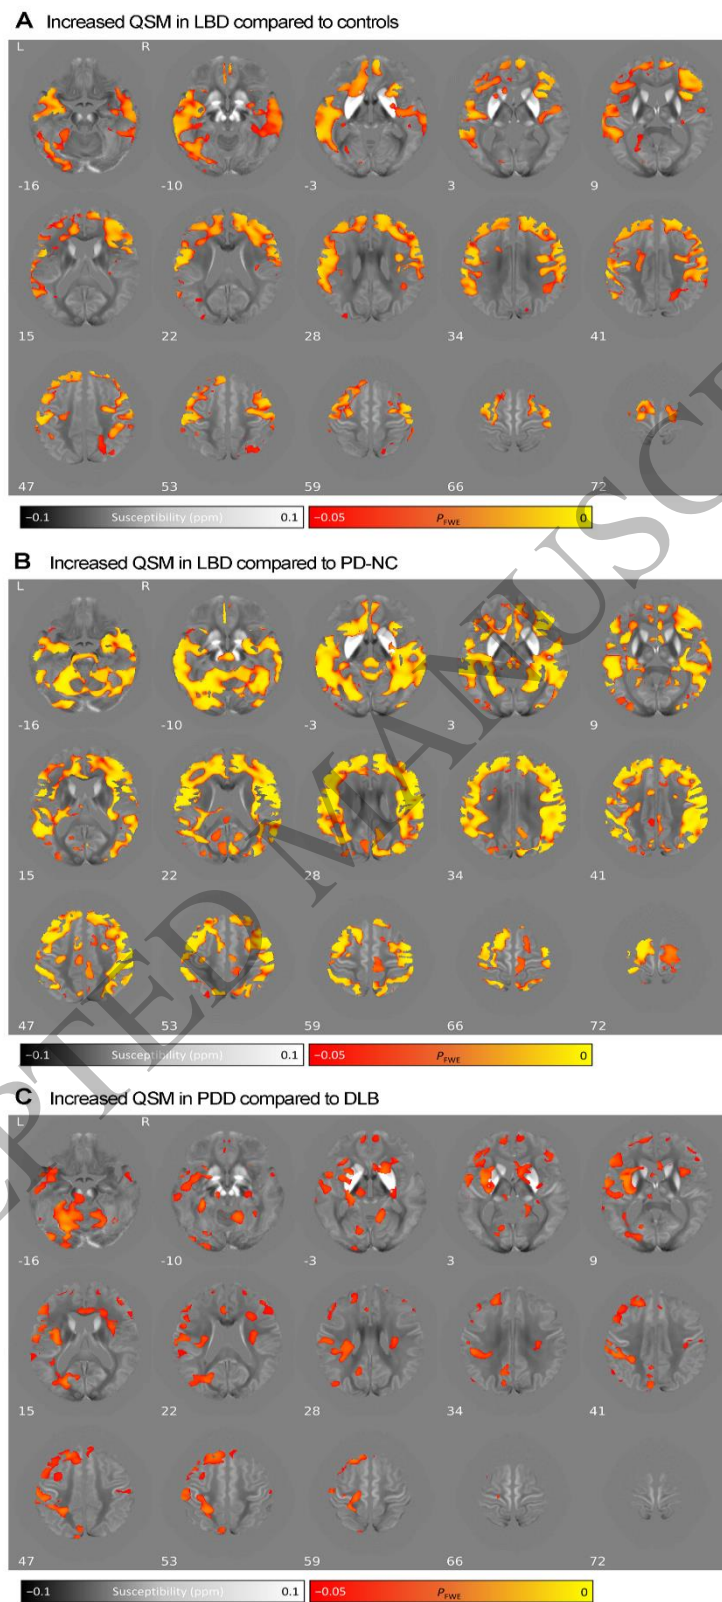 A Increased QSM in LBD compared to controls
L R
-16 -10 -3 3 9
15 22 28 34 41
47 53 59 66 72
−0.1 Susceptibility (ppm) 0.1 −0.05 PFWE 0
B Increased QSM in LBD compared to PD-NC
L R
-16 -10 -3 3 9
15 22 28 34 41
47 53 59 66 72
−0.1 Susceptibility (ppm) 0.1 −0.05 PFWE 0
C Increased QSM in PDD compared to DLB
L R
-16 -10 -3 3 9
15 22 28 34 41
47 53 59 66 72
−0.1 Susceptibility (ppm) 0.1 −0.05 PFWE 0
EPTED MANUSC